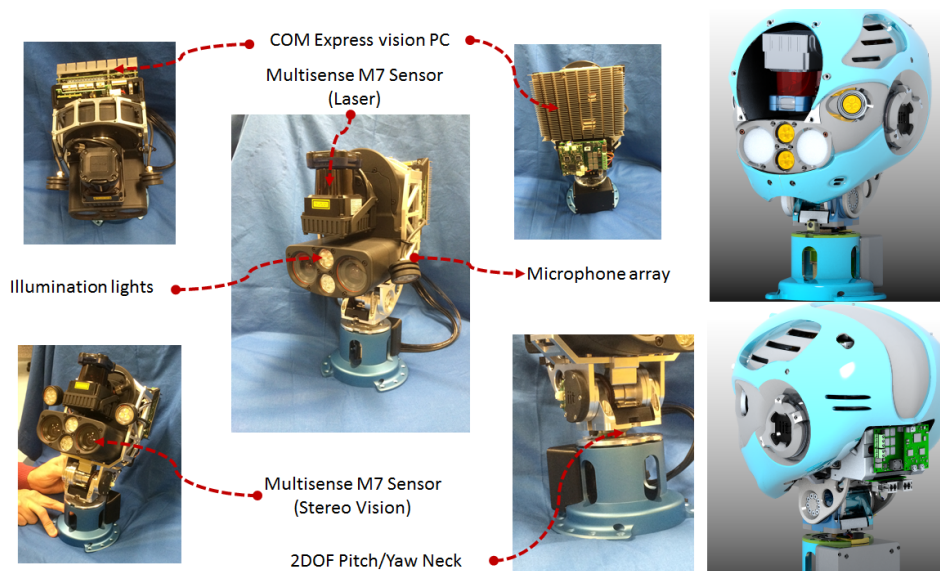 COM Express vision PC
Multisense M7 Sensor
(Laser)
Illumination lights
Microphone array
Multisense M7 Sensor
(Stereo Vision)
2DOF Pitch/Yaw Neck